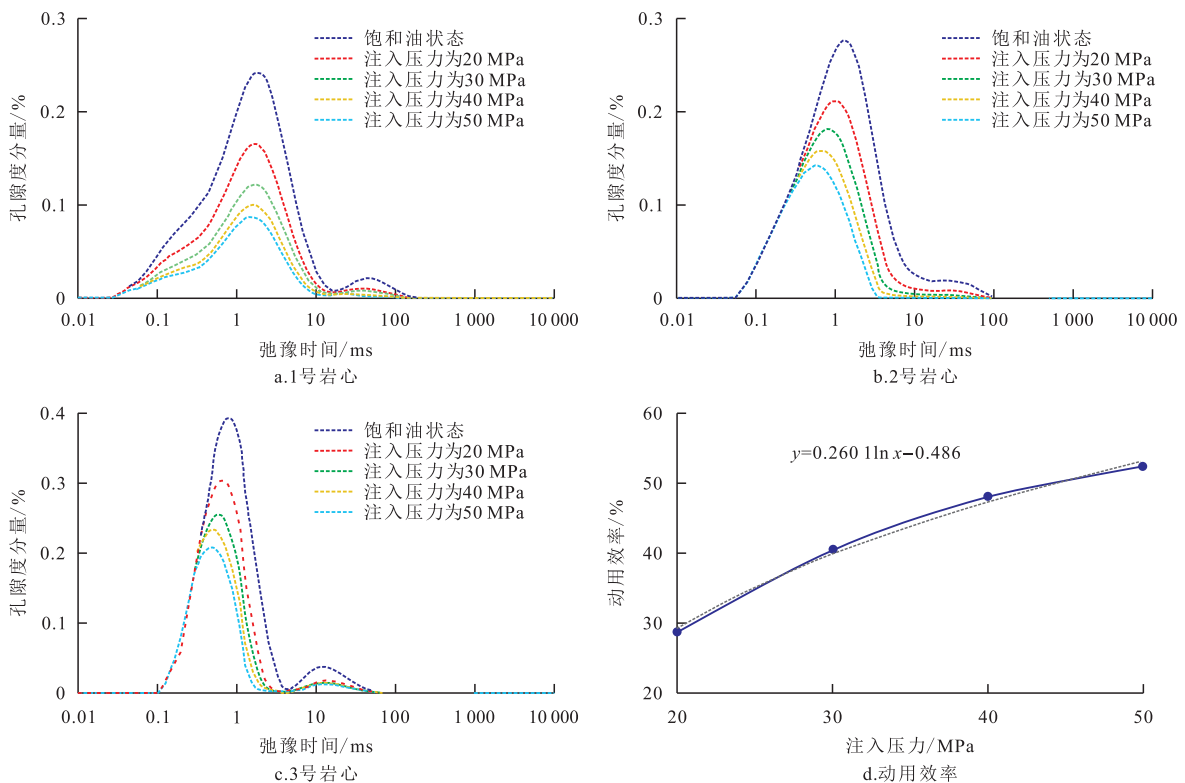 0.3
0.2
0.1
0
孔隙度分量/%
饱和油状态
注入压力为20 MPa
注入压力为30 MPa
注入压力为40 MPa
注入压力为50 MPa
0.01 0.1 1 10 100 1 000 10 000
弛豫时间/ms
a.1号岩心
0.3
0.2
0.1
0
孔隙度分量/%
饱和油状态
注入压力为20 MPa
注入压力为30 MPa
注入压力为40 MPa
注入压力为50 MPa
0.01 0.1 1 10 100 1 000 10 000
弛豫时间/ms
b.2号岩心
0.4
0.3
0.2
0.1
0
孔隙度分量/%
饱和油状态
注入压力为20 MPa
注入压力为30 MPa
注入压力为40 MPa
注入压力为50 MPa
0.01 0.1 1 10 100 1 000 10 000
弛豫时间/ms
c.3号岩心
60
50
40
30
20
动用效率/%
y=0.260 1ln x−0.486
20 30 40 50
注入压力/MPa
d.动用效率